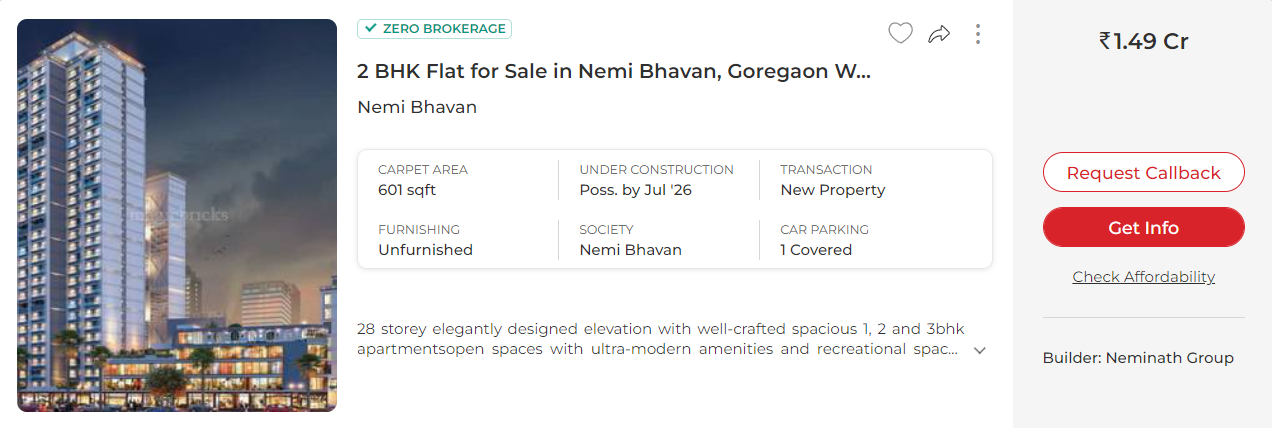 ZERO BROKERAGE
2 BHK Flat for Sale in Nemi Bhavan, Goregaon W...
Nemi Bhavan
CARPET AREA
601 sqft
UNDER CONSTRUCTION
Poss. by Jul '26
TRANSACTION
New Property
FURNISHING
Unfurnished
SOCIETY
Nemi Bhavan
CAR PARKING
1 Covered
28 storey elegantly designed elevation with well-crafted spacious 1, 2 and 3bhk
apartmentsopen spaces with ultra-modern amenities and recreational spac...
₹1.49 Cr
Request Callback
Get Info
Check Affordability
Builder: Neminath Group